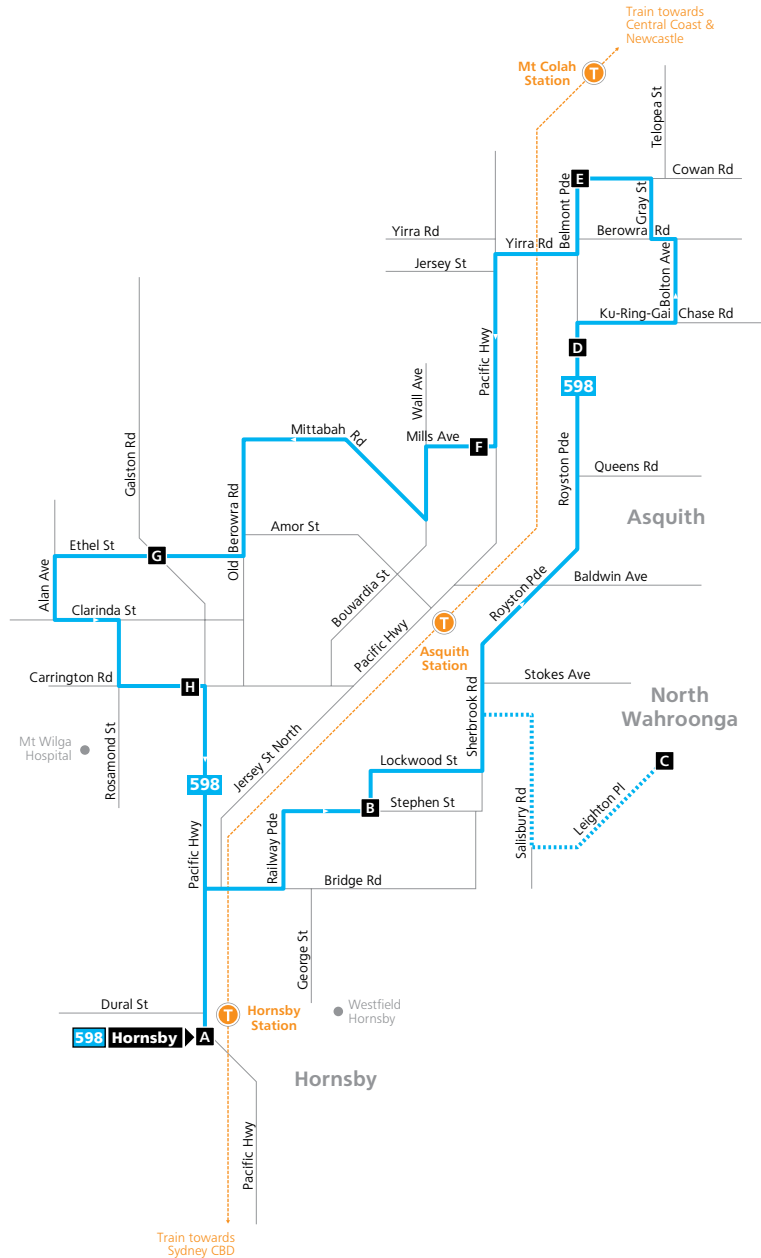 Train towards
Central Coast &
Newcastle
Mt Colah
Station
T
Telopea St
E
Cowan Rd
Belmont Pde
Gray St
Yirra Rd
Yirra Rd
Berowra Rd
Jersey St
Bolton Ave
Ku-Ring-Gai Chase Rd
Pacific Hwy
D
598
Wall Ave
Mittabah Rd
Mills Ave
F
Galston Rd
Royston Pde
Queens Rd
Asquith
Old Berowra Rd
Amor St
Ethel St
G
Alan Ave
Bouvardia St
Baldwin Ave
Royston Pde
Clarinda St
T
Asquith
Station
Pacific Hwy
Carrington Rd
H
Stokes Ave
Sherbrook Rd
North
Wahroonga
Mt Wilga
Hospital
Rosamond St
Jersey St North
Lockwood St
C
598
B
Stephen St
Salisbury Rd
Leighton Pl
Pacific Hwy
Railway Pde
Bridge Rd
George St
Dural St
T
Hornsby
Station
Westfield
Hornsby
598 Hornsby
A
Hornsby
Pacific Hwy
Train towards
Sydney CBD